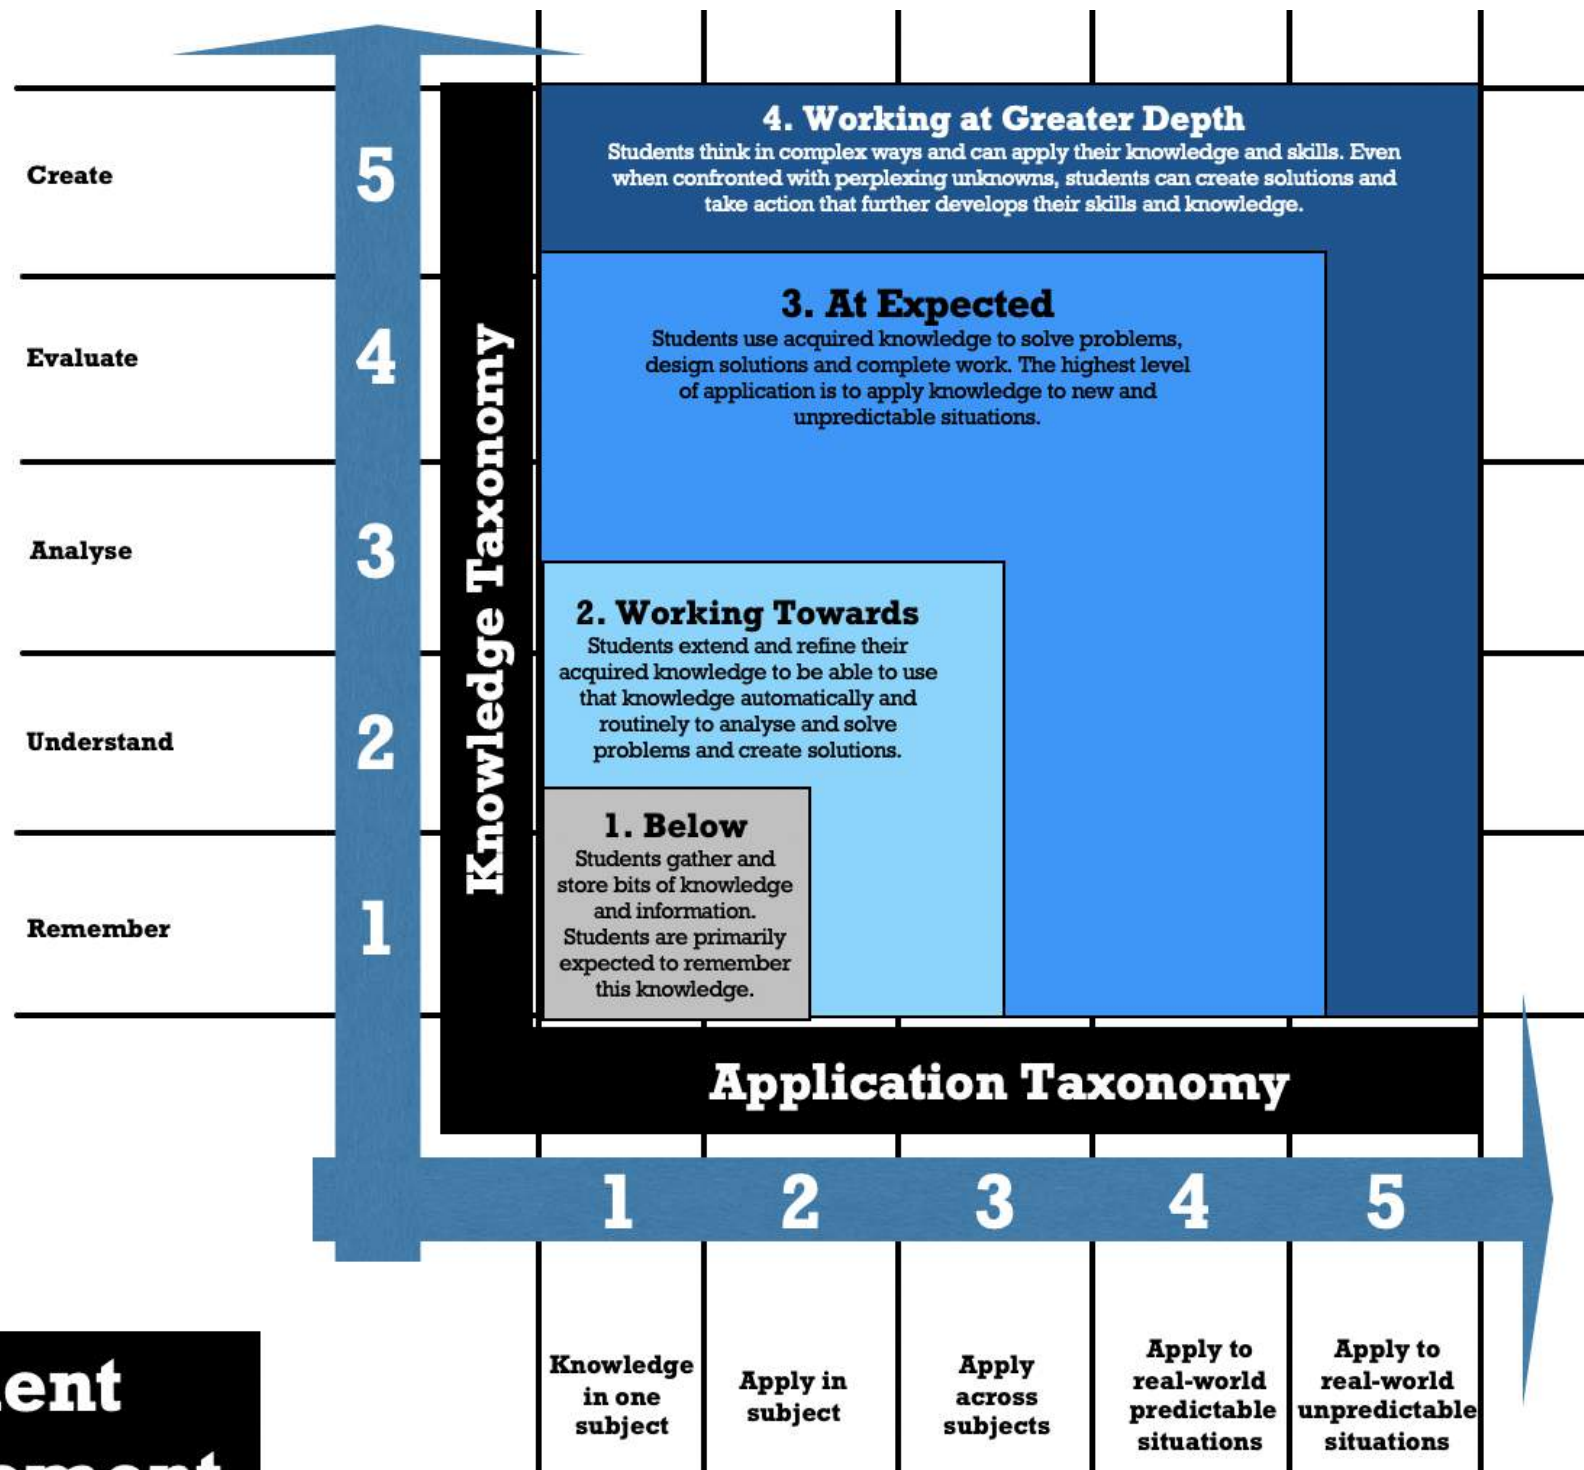 4. Working at Greater Depth
Students think in complex ways and can apply their knowledge and skills. Even
when confronted with perplexing unknowns, students can create solutions and
take action that further develops their skills and knowledge.
Create
5
3. At Expected
Students use acquired knowledge to solve problems,
design solutions and complete work. The highest level
of application is to apply knowledge to new and
unpredictable situations.
Evaluate
4
Knowledge Taxonomy
Analyse
3
2. Working Towards
Students extend and refine their
acquired knowledge to be able to use
that knowledge automatically and
routinely to analyse and solve
problems and create solutions.
Understand
2
1. Below
Students gather and
store bits of knowledge
and information.
Students are primarily
expected to remember
this knowledge.
Remember
1
Application Taxonomy
1
2
3
4
5
Knowledge
in one
subject
Apply in
subject
Apply
across
subjects
Apply to
real-world
predictable
situations
Apply to
real-world
unpredictable
situations